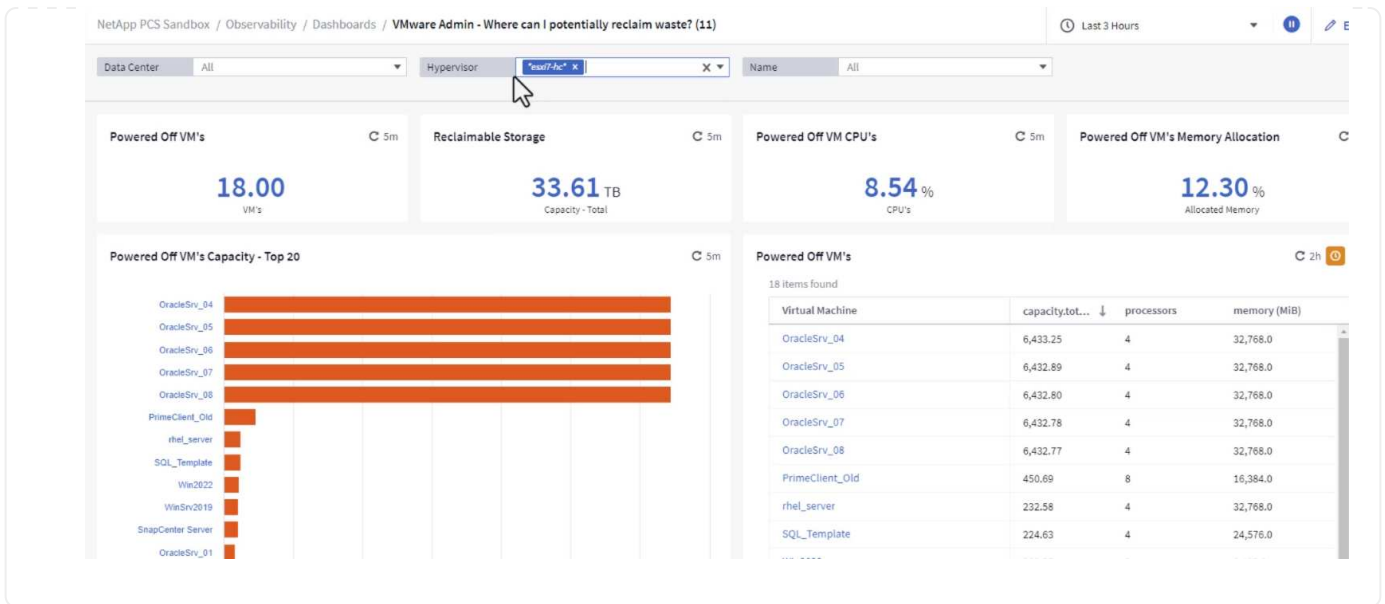 NetApp PCS Sandbox / Observability / Dashboards / VMware Admin - Where can I potentially reclaim waste? (11)
Last 3 Hours
Data Center All
Hypervisor "esxi7-hc" X
Name All
Powered Off VM's 5m
18.00
VM's
Reclaimable Storage 5m
33.61 TB
Capacity - Total
Powered Off VM CPU's 5m
8.54 %
CPU's
Powered Off VM's Memory Allocation
12.30 %
Allocated Memory
Powered Off VM's Capacity - Top 20 5m
OracleSrv_04
OracleSrv_05
OracleSrv_06
OracleSrv_07
OracleSrv_08
PrimeClient_Old
rhel_server
SQL_Template
Win2022
WinSrv2019
SnapCenter Server
OracleSrv_01
Powered Off VM's 2h
18 items found
Virtual Machine capacity.tot... ↓ processors memory (MiB)
OracleSrv_04 6,433.25 4 32,768.0
OracleSrv_05 6,432.89 4 32,768.0
OracleSrv_06 6,432.80 4 32,768.0
OracleSrv_07 6,432.78 4 32,768.0
OracleSrv_08 6,432.77 4 32,768.0
PrimeClient_Old 450.69 8 16,384.0
rhel_server 232.58 4 32,768.0
SQL_Template 224.63 4 24,576.0